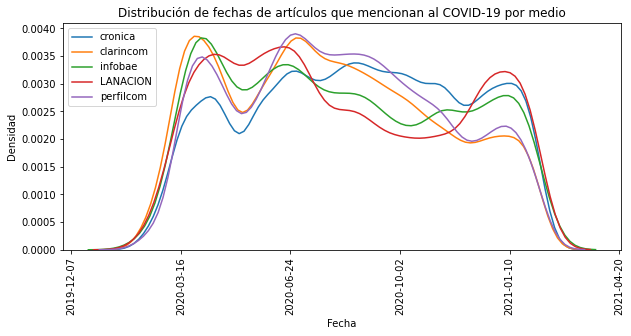 Distribución de fechas de artículos que mencionan al COVID-19 por medio
cronica
clarincom
infobae
LANACION
perfilcom
Densidad
0.0040
0.0035
0.0030
0.0025
0.0020
0.0015
0.0010
0.0005
0.0000
2019-12-07
2020-03-16
2020-06-24
2020-10-02
2021-01-10
2021-04-20
Fecha